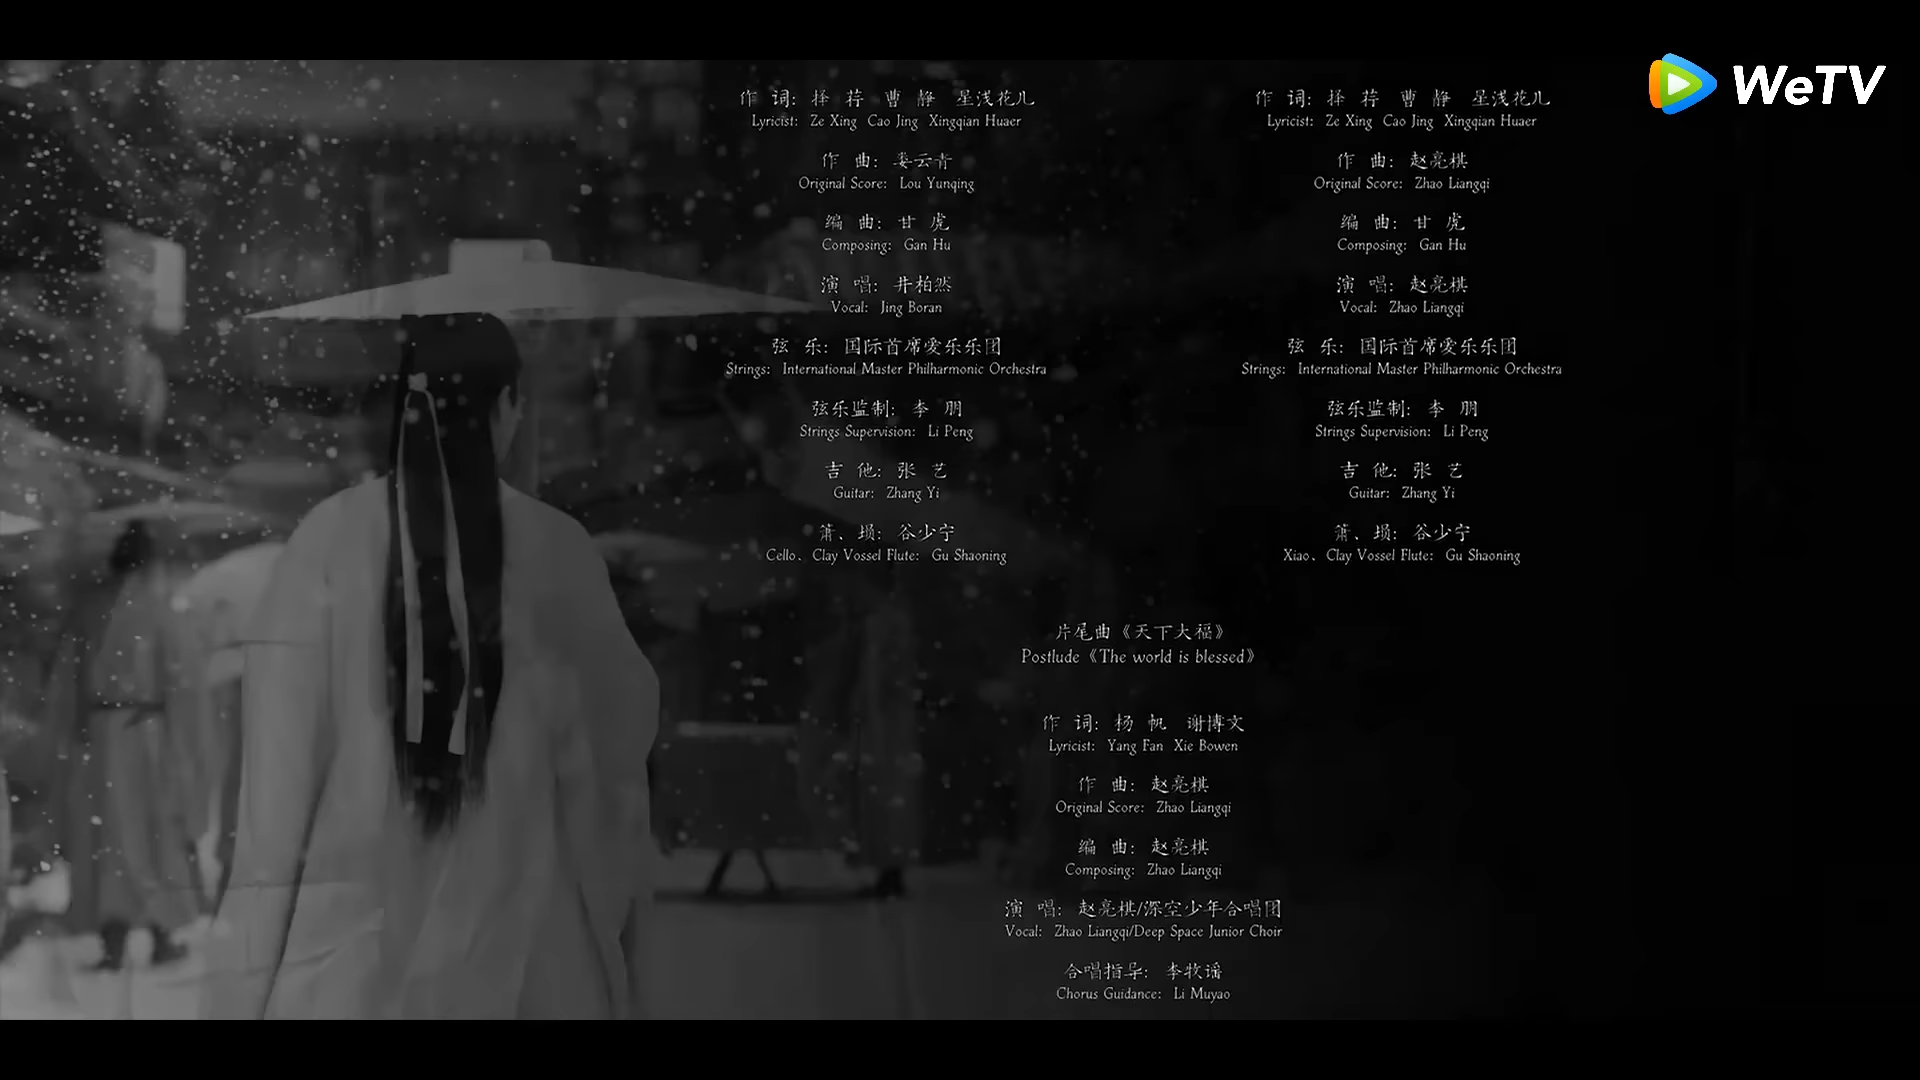 WeTV
作 词: 择 荇 曹 静 星浅花儿
Lyricist: Ze Xing Cao Jing Xingqian Huaer
作 曲: 娄云青
Original Score: Lou Yunqing
编 曲: 甘 虎
Composing: Gan Hu
演 唱: 井柏然
Vocal: Jing Boran
弦 乐: 国际首席爱乐乐团
Strings: International Master Philharmonic Orchestra
弦乐监制: 李 朋
Strings Supervision: Li Peng
吉 他: 张 艺
Guitar: Zhang Yi
箫、埙: 谷少宁
Cello、Clay Vossel Flute: Gu Shaoning
作 词: 择 荇 曹 静 星浅花儿
Lyricist: Ze Xing Cao Jing Xingqian Huaer
作 曲: 赵亮棋
Original Score: Zhao Liangqi
编 曲: 甘 虎
Composing: Gan Hu
演 唱: 赵亮棋
Vocal: Zhao Liangqi
弦 乐: 国际首席爱乐乐团
Strings: International Master Philharmonic Orchestra
弦乐监制: 李 朋
Strings Supervision: Li Peng
吉 他: 张 艺
Guitar: Zhang Yi
箫、埙: 谷少宁
Xiao、Clay Vossel Flute: Gu Shaoning
片尾曲《天下大福》
Postlude《The world is blessed》
作 词: 杨 帆 谢博文
Lyricist: Yang Fan Xie Bowen
作 曲: 赵亮棋
Original Score: Zhao Liangqi
编 曲: 赵亮棋
Composing: Zhao Liangqi
演 唱: 赵亮棋/深空少年合唱团
Vocal: Zhao Liangqi/Deep Space Junior Choir
合唱指导: 李牧谣
Chorus Guidance: Li Muyao